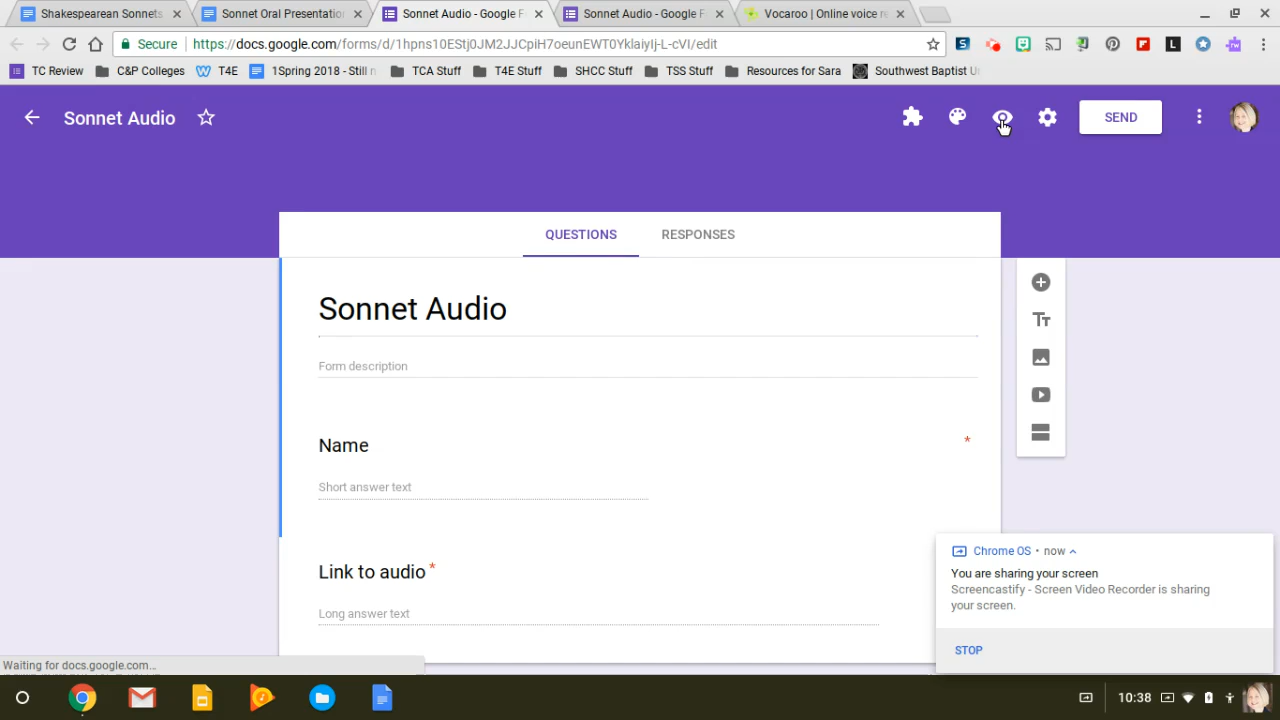 Shakespearean Sonnets
Sonnet Oral Presentatio
Sonnet Audio - Google F
Sonnet Audio - Google F
Vocaroo | Online voice re
Secure
https://docs.google.com/forms/d/1hpns10EStj0JM2JJCpiH7oeunEWT0YklaiyIj-L-cVI/edit
TC Review
C&P Colleges
T4E
1Spring 2018 - Still n
TCA Stuff
T4E Stuff
SHCC Stuff
TSS Stuff
Resources for Sara
Southwest Baptist U
Sonnet Audio
SEND
QUESTIONS
RESPONSES
Sonnet Audio
Form description
Name *
Short answer text
Link to audio *
Long answer text
Chrome OS • now
You are sharing your screen
Screencastify - Screen Video Recorder is sharing
your screen.
STOP
Waiting for docs.google.com...
10:38